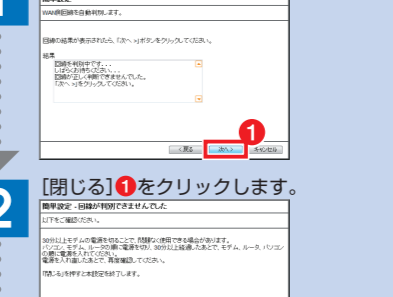 WAN側回線を自動判別します。
回線の結果が表示されたら、「次へ >」ボタンをクリックしてください。
結果
回線を判別中です...
しばらくお待ちください...
回線が正しく判断できませんでした。
「次へ >」をクリックしてください。
1
< 戻る 次へ > キャンセル
2
[閉じる]1をクリックします。
簡単設定 - 回線が判別できませんでした
以下をご確認ください。
30分以上モデムの電源を切ることで、問題なく使用できる場合があります。
パソコン、モデム、ルータの順に電源を切り、30分以上経過したあとで、モデム、ルータ、パソコン
の順に電源を入れてください。
電源を入れ直したあとで、再度確認してください。
「閉じる」を押すと本設定を終了します。